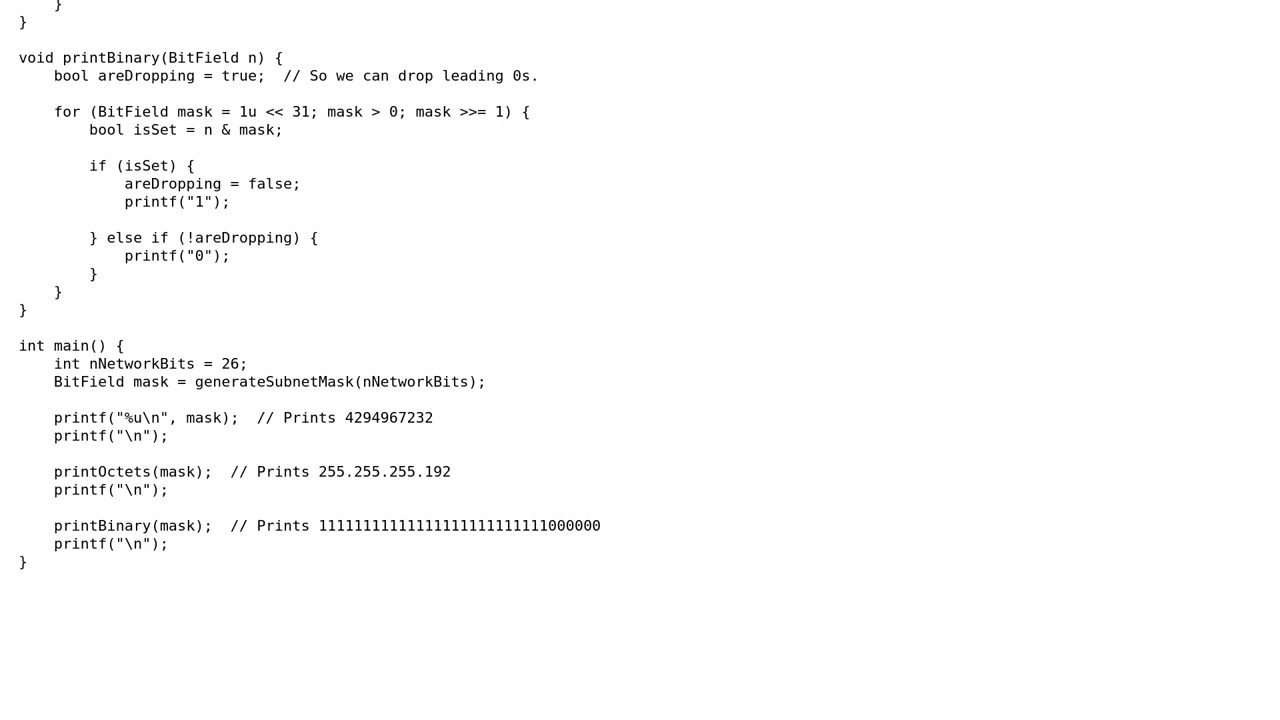 }
}
void printBinary(BitField n) {
    bool areDropping = true;  // So we can drop leading 0s.
    for (BitField mask = 1u << 31; mask > 0; mask >>= 1) {
        bool isSet = n & mask;
        if (isSet) {
            areDropping = false;
            printf("1");
        } else if (!areDropping) {
            printf("0");
        }
    }
}
int main() {
    int nNetworkBits = 26;
    BitField mask = generateSubnetMask(nNetworkBits);
    printf("%u\n", mask);  // Prints 4294967232
    printf("\n");
    printOctets(mask);  // Prints 255.255.255.192
    printf("\n");
    printBinary(mask);  // Prints 11111111111111111111111111000000
    printf("\n");
}